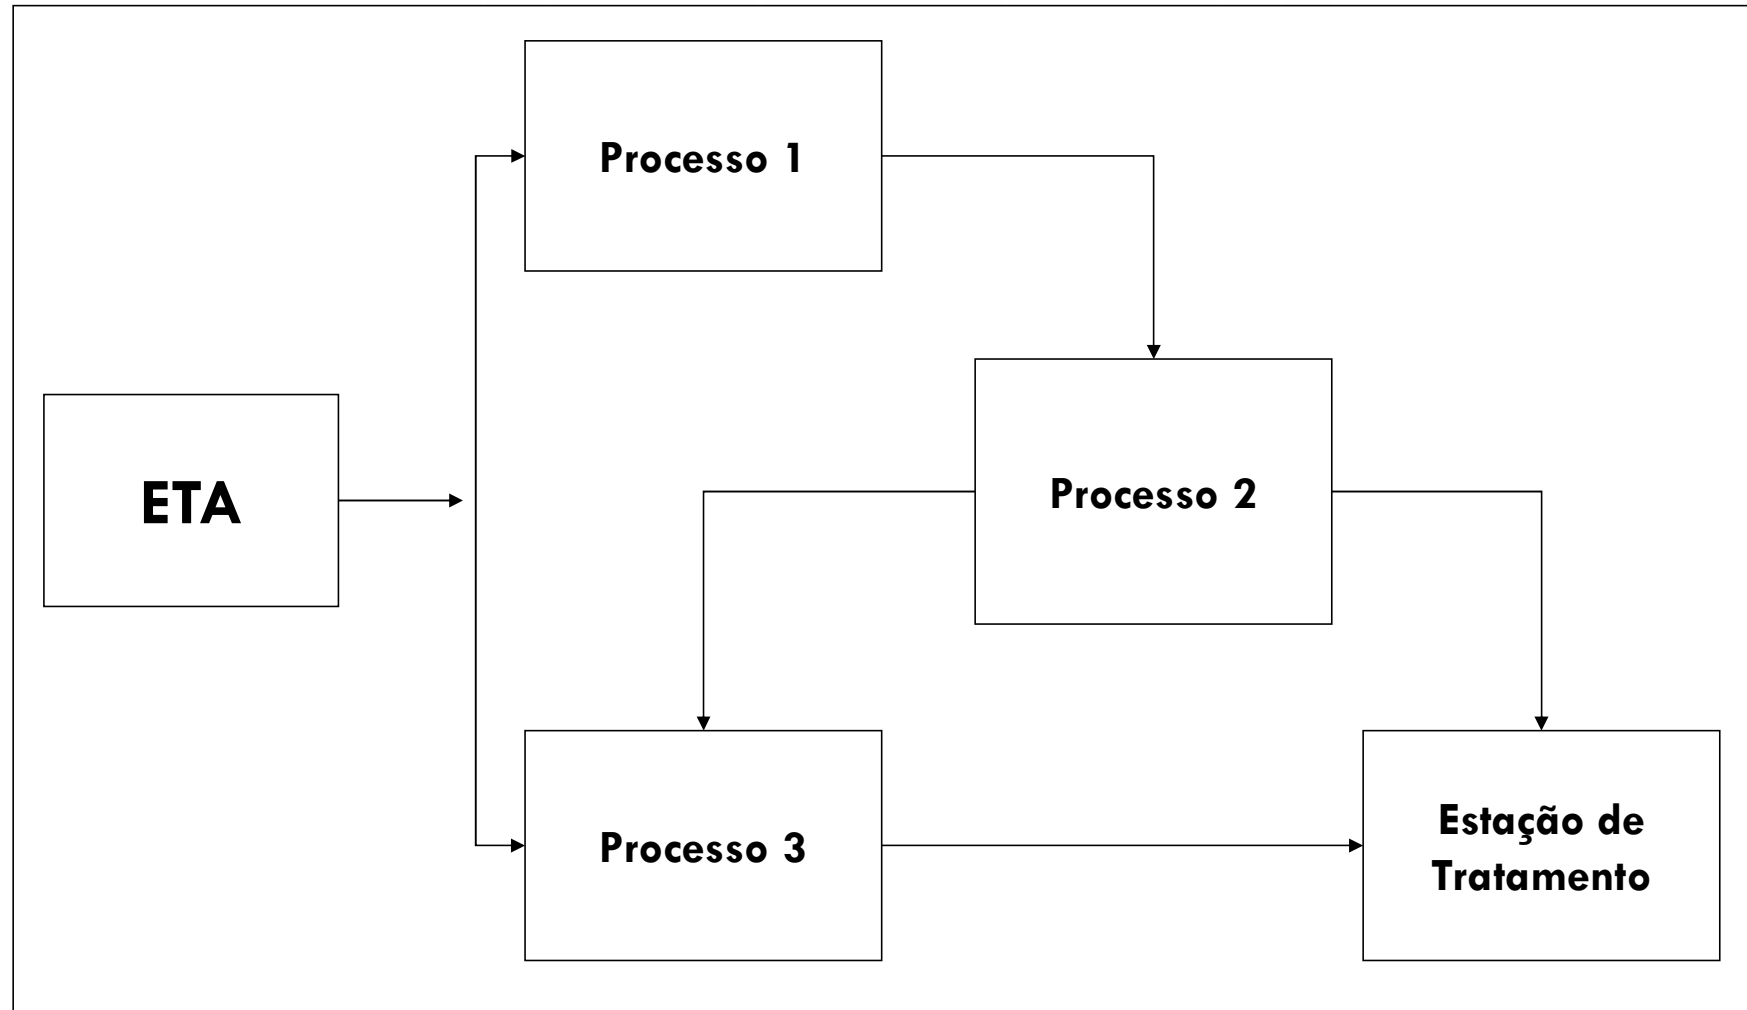 Processo 1
ETA
Processo 2
Processo 3
Estação de
Tratamento